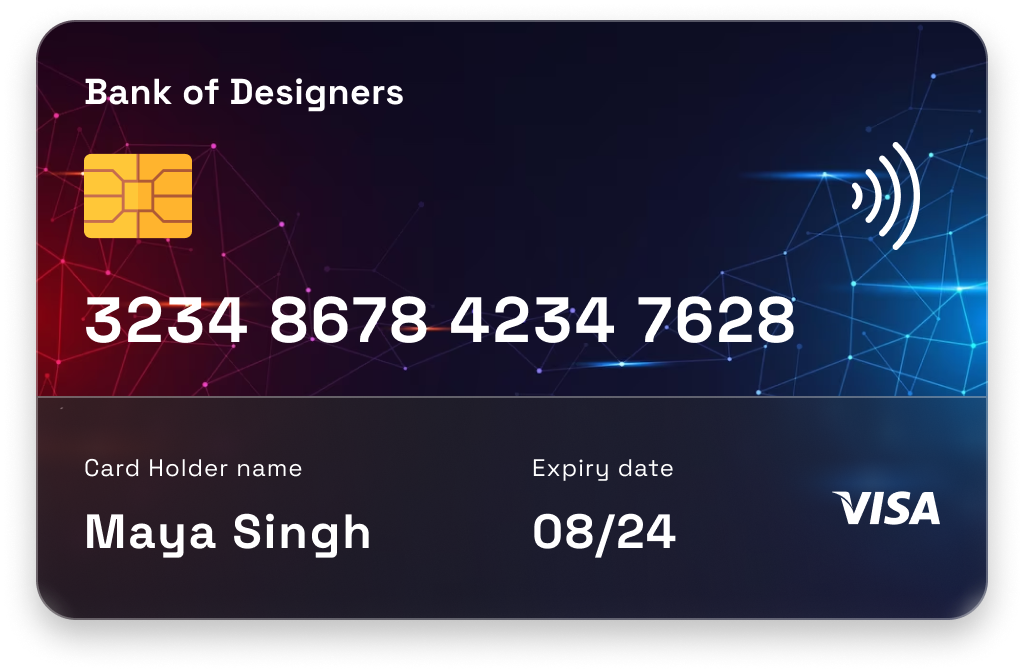 Bank of Designers
3234 8678 4234 7628
Card Holder name
Expiry date
Maya Singh
08/24
VISA